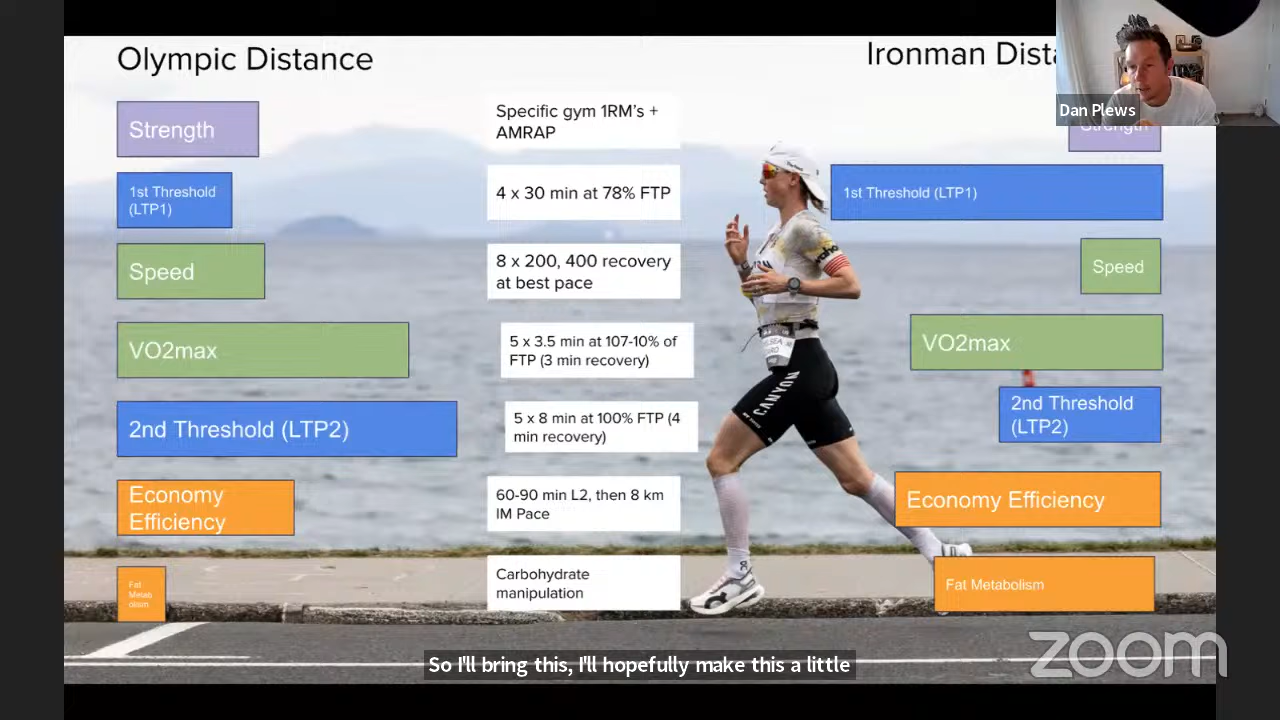 Olympic Distance
Ironman Dista
Dan Plews
Strength
Specific gym 1RM's +
AMRAP
Strength
1st Threshold
(LTP1)
4 x 30 min at 78% FTP
1st Threshold (LTP1)
Speed
8 x 200, 400 recovery
at best pace
Speed
VO2max
5 x 3.5 min at 107-10% of
FTP (3 min recovery)
VO2max
2nd Threshold (LTP2)
5 x 8 min at 100% FTP (4
min recovery)
2nd Threshold
(LTP2)
Economy
Efficiency
60-90 min L2, then 8 km
IM Pace
Economy Efficiency
Fat
Metab
olism
Carbohydrate
manipulation
Fat Metabolism
CANYON
So I'll bring this, I'll hopefully make this a little
zoom